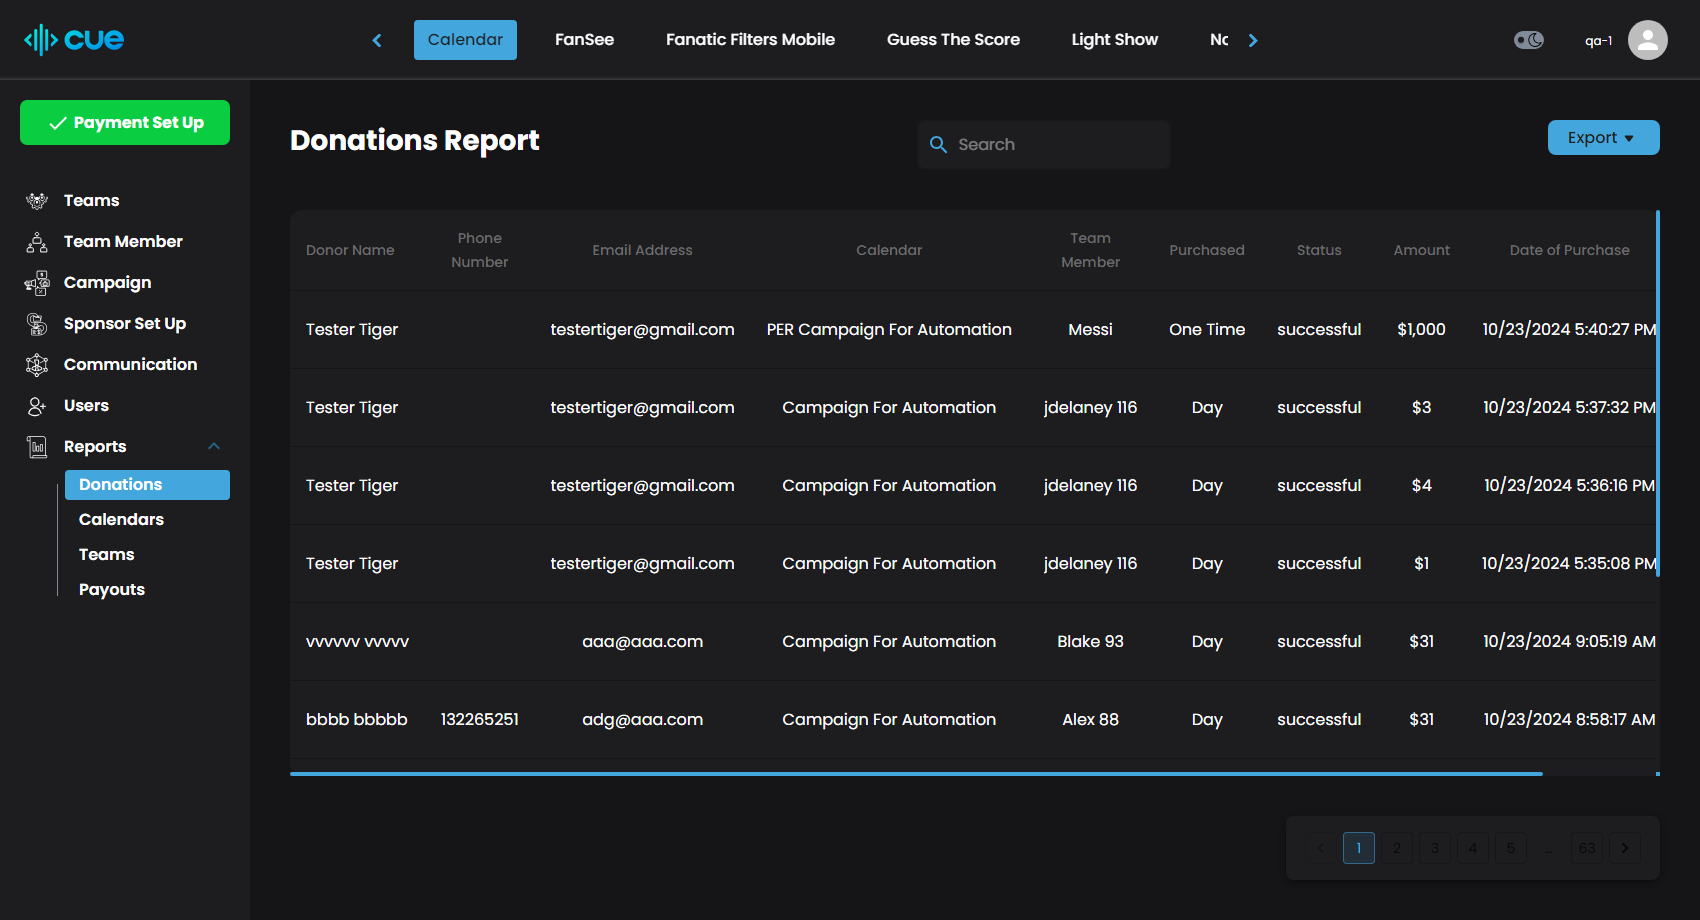 cue
Calendar FanSee Fanatic Filters Mobile Guess The Score Light Show
qa-1
Payment Set Up
Teams
Team Member
Campaign
Sponsor Set Up
Communication
Users
Reports
Donations
Calendars
Teams
Payouts
Donations Report
Search
Export
Donor Name Phone Number Email Address Calendar Team Member Purchased Status Amount Date of Purchase
Tester Tiger testertiger@gmail.com PER Campaign For Automation Messi One Time successful $1,000 10/23/2024 5:40:27 PM
Tester Tiger testertiger@gmail.com Campaign For Automation jdelaney 116 Day successful $3 10/23/2024 5:37:32 PM
Tester Tiger testertiger@gmail.com Campaign For Automation jdelaney 116 Day successful $4 10/23/2024 5:36:16 PM
Tester Tiger testertiger@gmail.com Campaign For Automation jdelaney 116 Day successful $1 10/23/2024 5:35:08 PM
vvvvvv vvvvv aaa@aaa.com Campaign For Automation Blake 93 Day successful $31 10/23/2024 9:05:19 AM
bbbb bbbbb 132265251 adg@aaa.com Campaign For Automation Alex 88 Day successful $31 10/23/2024 8:58:17 AM
1 2 3 4 5 ... 63